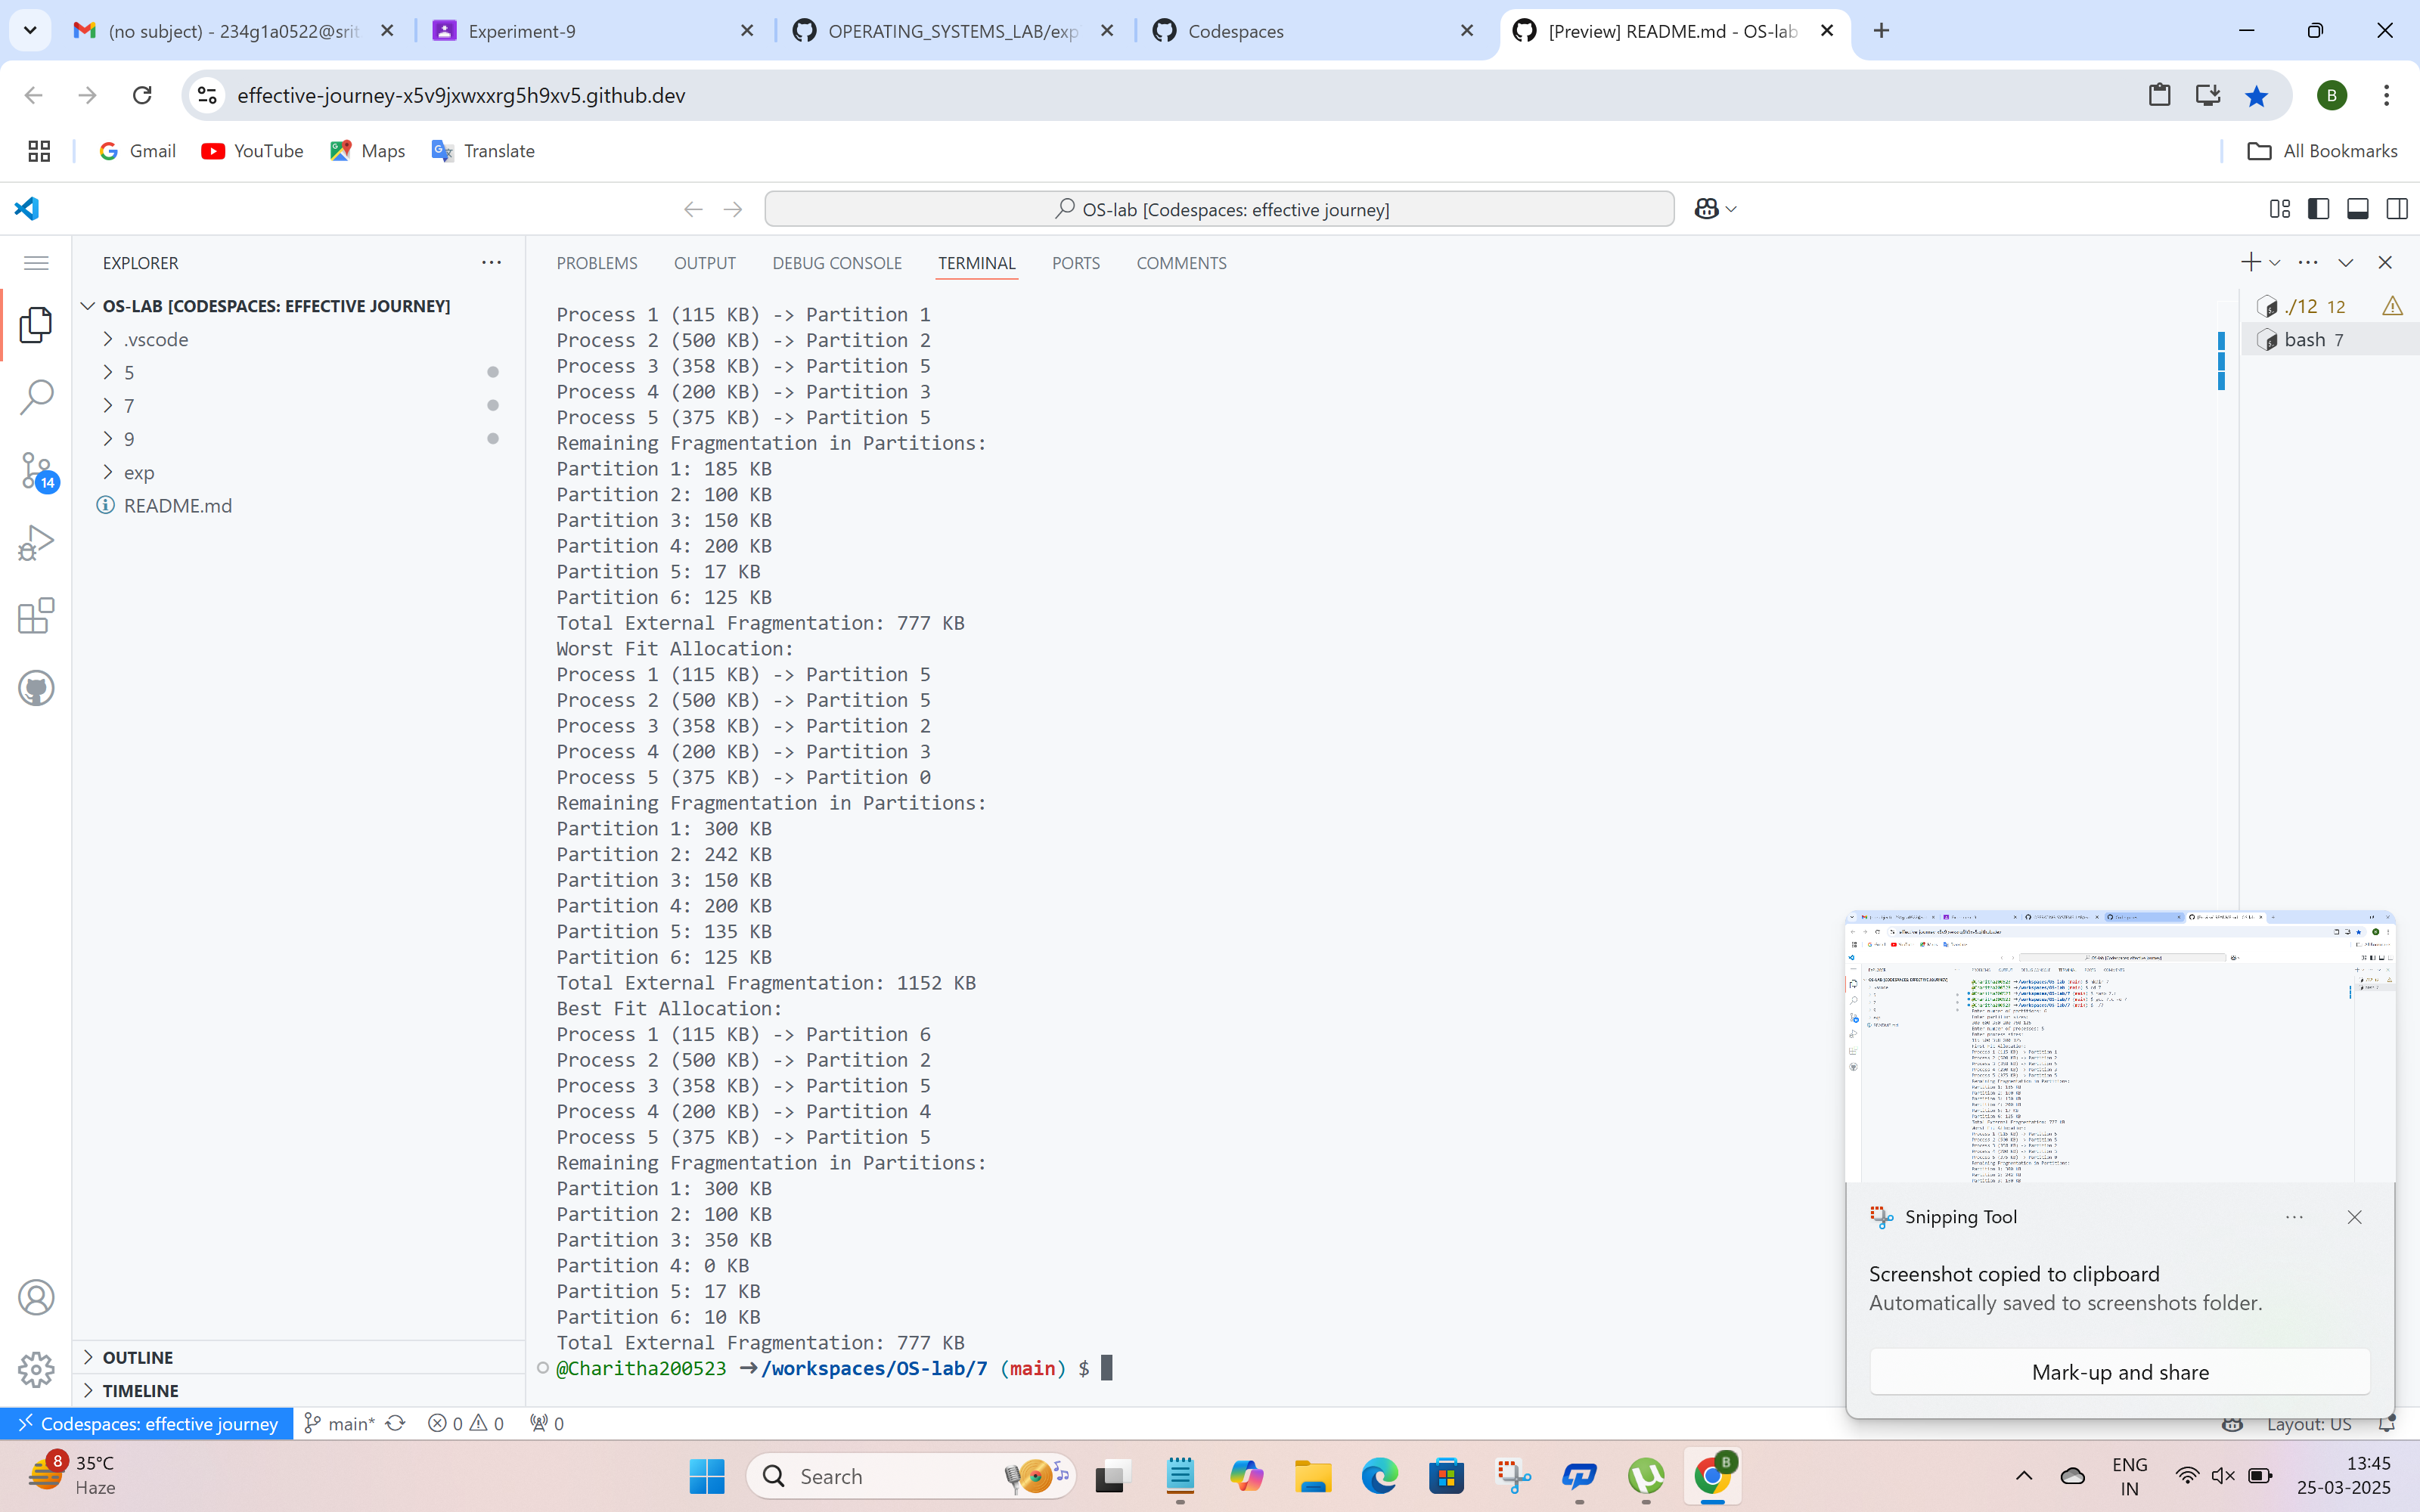 (no subject) - 234g1a0522@srit
Experiment-9
OPERATING_SYSTEMS_LAB/exp
Codespaces
[Preview] README.md - OS-lab
effective-journey-x5v9jxwxxrg5h9xv5.github.dev
B
Gmail
YouTube
Maps
Translate
All Bookmarks
OS-lab [Codespaces: effective journey]
EXPLORER
PROBLEMS
OUTPUT
DEBUG CONSOLE
TERMINAL
PORTS
COMMENTS
OS-LAB [CODESPACES: EFFECTIVE JOURNEY]
.vscode
5
7
9
exp
README.md
14
OUTLINE
TIMELINE
./12 12
bash 7
Process 1 (115 KB) -> Partition 1
Process 2 (500 KB) -> Partition 2
Process 3 (358 KB) -> Partition 5
Process 4 (200 KB) -> Partition 3
Process 5 (375 KB) -> Partition 5
Remaining Fragmentation in Partitions:
Partition 1: 185 KB
Partition 2: 100 KB
Partition 3: 150 KB
Partition 4: 200 KB
Partition 5: 17 KB
Partition 6: 125 KB
Total External Fragmentation: 777 KB
Worst Fit Allocation:
Process 1 (115 KB) -> Partition 5
Process 2 (500 KB) -> Partition 5
Process 3 (358 KB) -> Partition 2
Process 4 (200 KB) -> Partition 3
Process 5 (375 KB) -> Partition 0
Remaining Fragmentation in Partitions:
Partition 1: 300 KB
Partition 2: 242 KB
Partition 3: 150 KB
Partition 4: 200 KB
Partition 5: 135 KB
Partition 6: 125 KB
Total External Fragmentation: 1152 KB
Best Fit Allocation:
Process 1 (115 KB) -> Partition 6
Process 2 (500 KB) -> Partition 2
Process 3 (358 KB) -> Partition 5
Process 4 (200 KB) -> Partition 4
Process 5 (375 KB) -> Partition 5
Remaining Fragmentation in Partitions:
Partition 1: 300 KB
Partition 2: 100 KB
Partition 3: 350 KB
Partition 4: 0 KB
Partition 5: 17 KB
Partition 6: 10 KB
Total External Fragmentation: 777 KB
@Charitha200523 ➜/workspaces/OS-lab/7 (main) $
Snipping Tool
Screenshot copied to clipboard
Automatically saved to screenshots folder.
Mark-up and share
Codespaces: effective journey
main*
0
0
0
Layout: US
8
35°C
Haze
Search
B
ENG
IN
13:45
25-03-2025